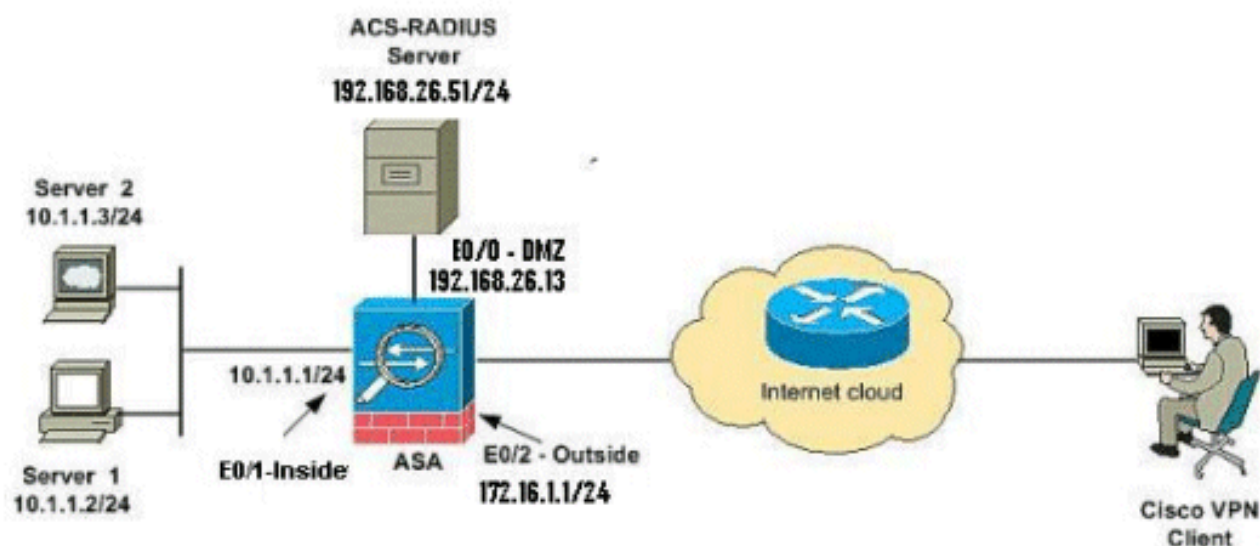 ACS-RADIUS
Server
192.168.26.51/24
Server 2
10.1.1.3/24
E0/0 - DMZ
192.168.26.13
10.1.1.1/24
Internet cloud
E0/1-Inside
ASA
E0/2 - Outside
172.16.1.1/24
Server 1
10.1.1.2/24
Cisco VPN
Client